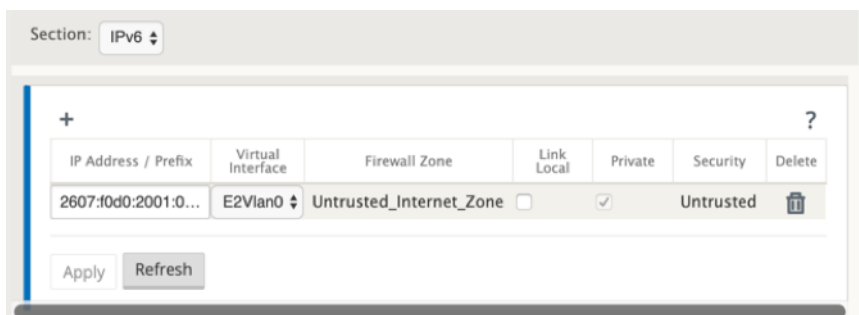 Section: IPv6
+ ?
IP Address / Prefix Virtual Interface Firewall Zone Link Local Private Security Delete
2607:f0d0:2001:0... E2Vlan0 Untrusted_Internet_Zone Untrusted
Apply Refresh